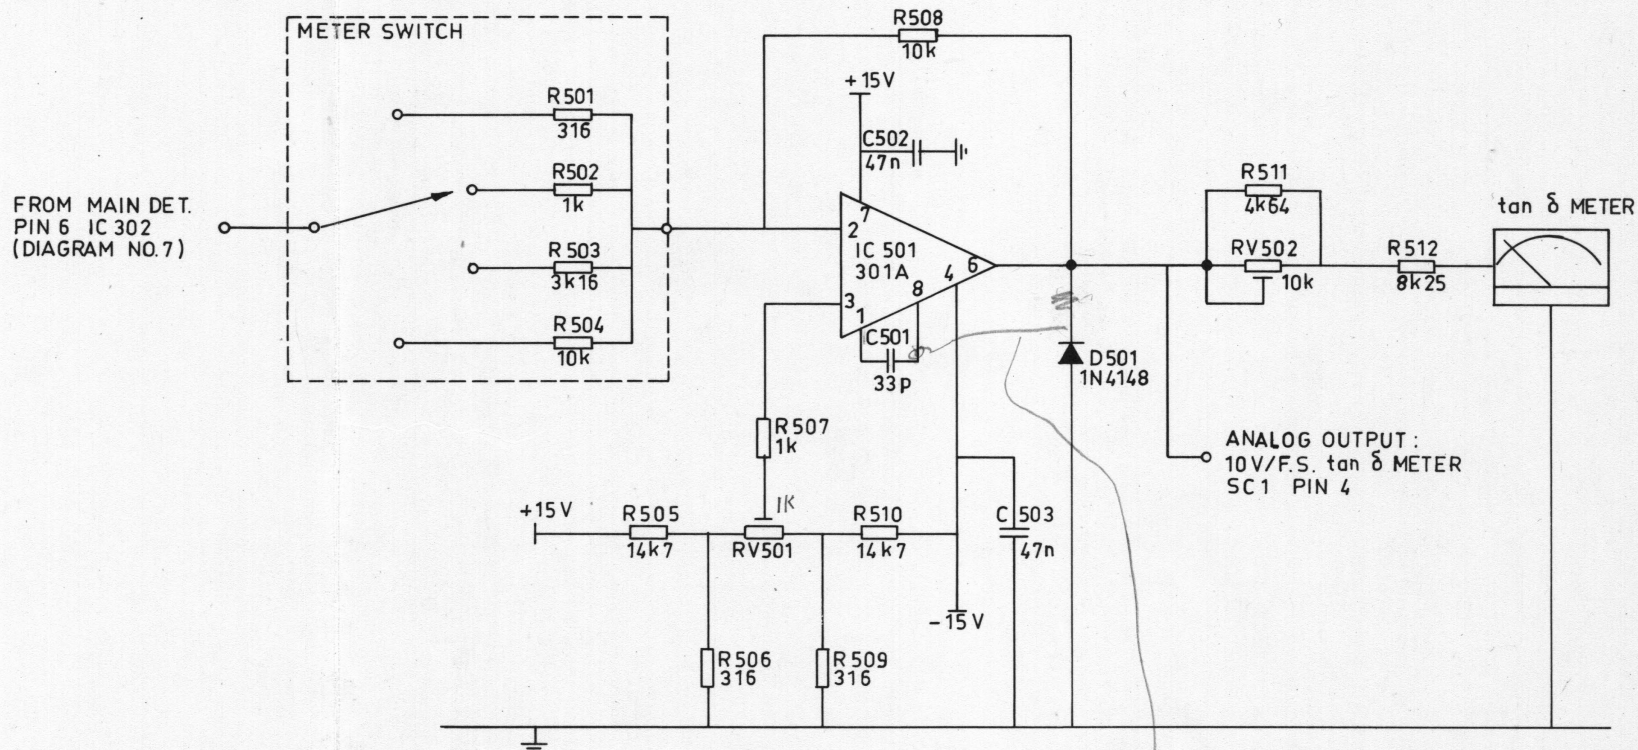 METER SWITCH
R501
316
R502
1k
R503
3k16
R504
10k
FROM MAIN DET.
PIN 6 IC 302
(DIAGRAM NO. 7)
R508
10k
+15V
C502
47n
7
2
IC 501
301A
6
4
8
3
1
C501
33p
R507
1k
1K
+15V
R505
14k7
RV501
R510
14k7
C503
47n
-15V
R506
316
R509
316
D501
1N4148
R511
4k64
RV502
10k
R512
8k25
tan δ METER
ANALOG OUTPUT:
10V/F.S. tan δ METER
SC1 PIN 4